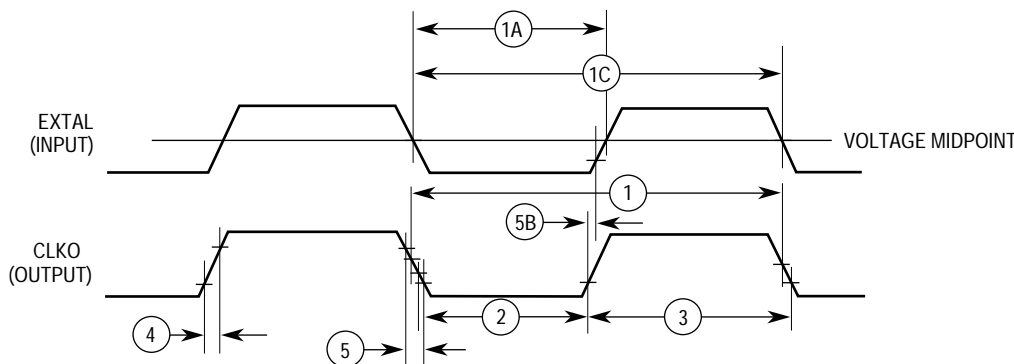 1A
1C
EXTAL
(INPUT)
VOLTAGE MIDPOINT
1
5B
CLKO
(OUTPUT)
2
3
4
5